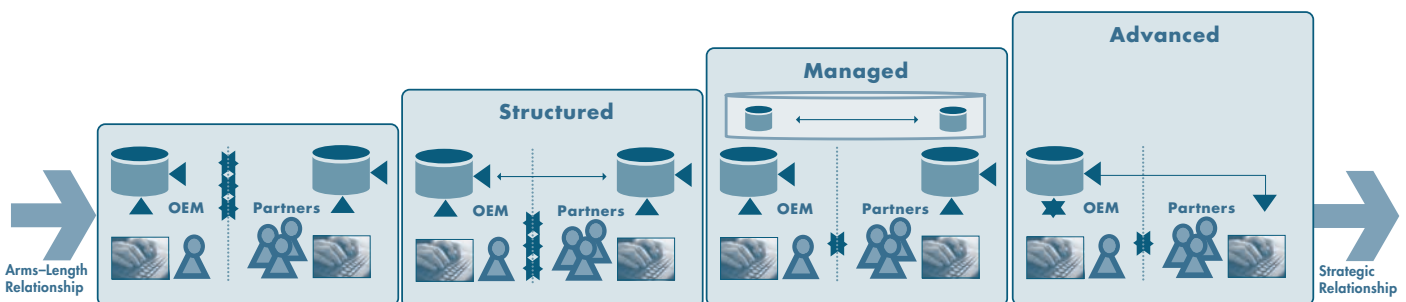 Advanced
Managed
Structured
OEM Partners
OEM Partners
OEM Partners
OEM Partners
Arms–Length
Relationship
Strategic
Relationship